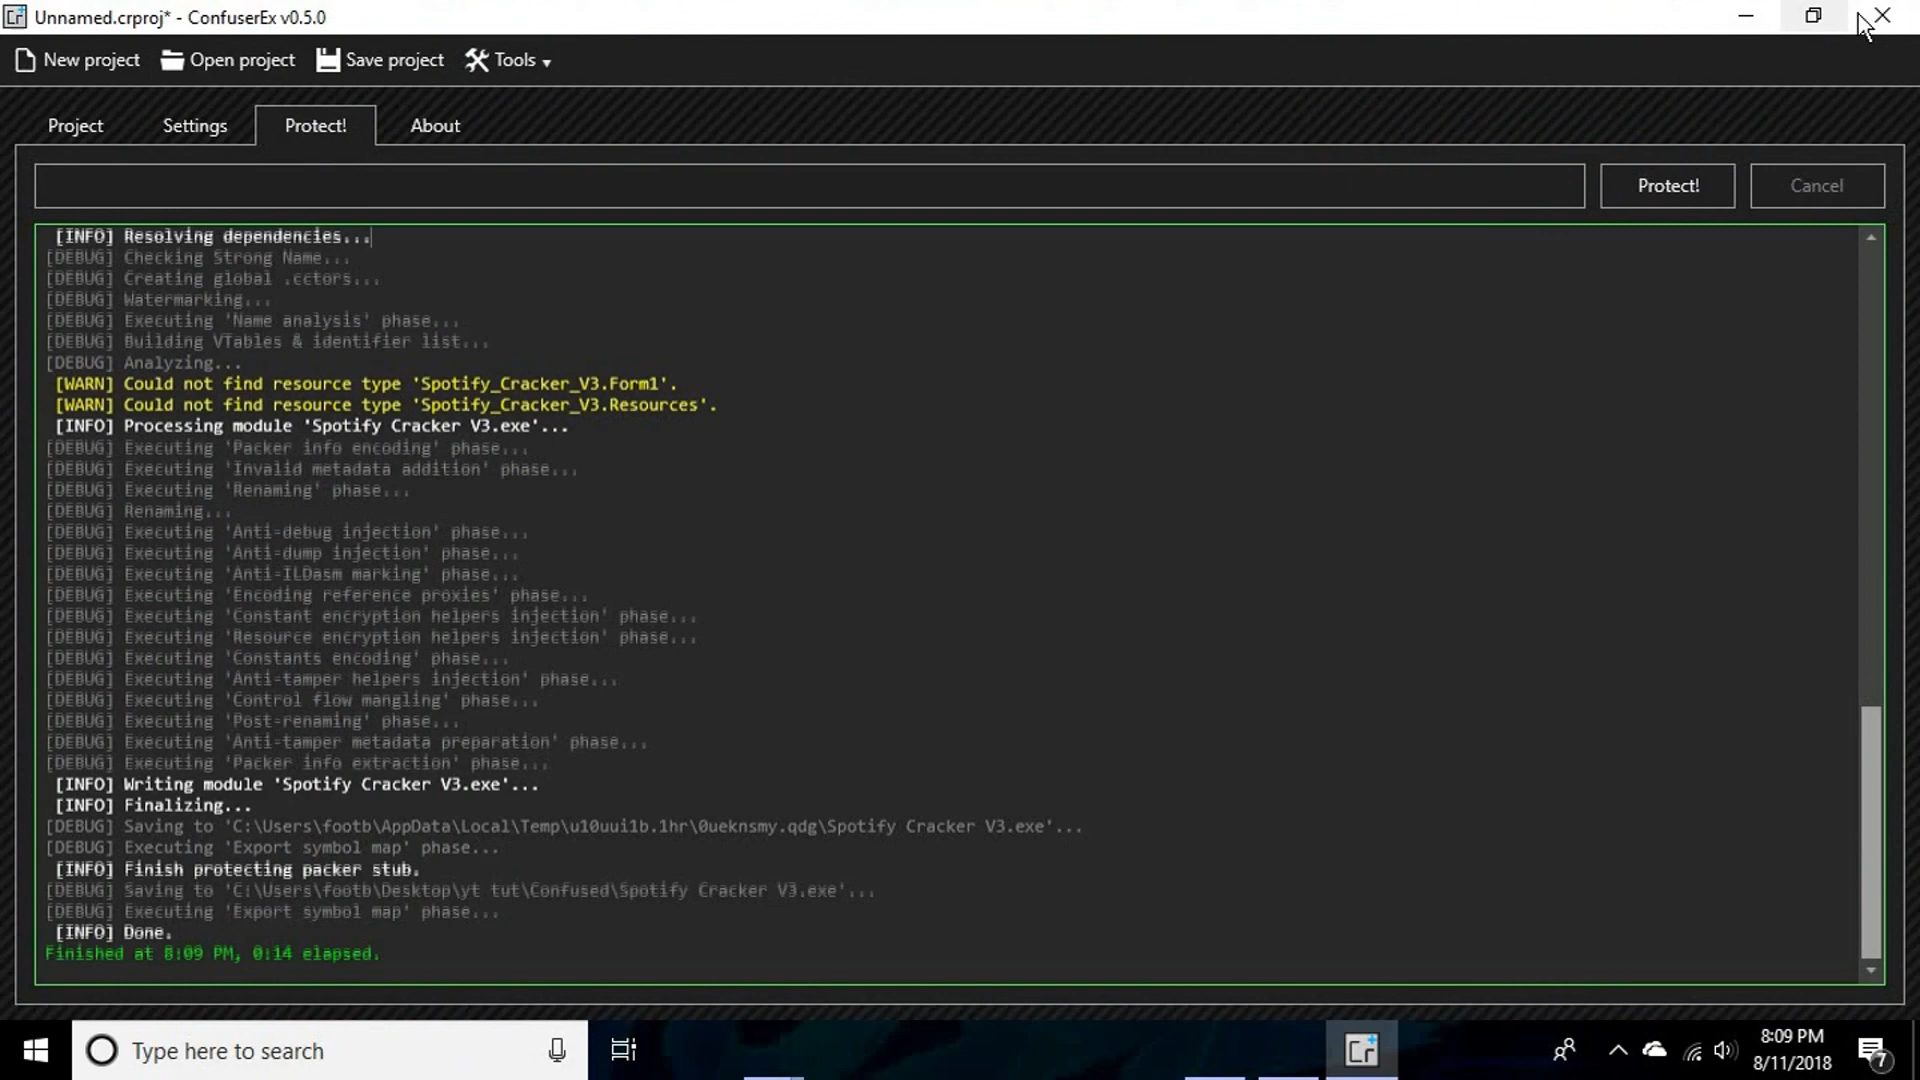 Unnamed.crproj* - ConfuserEx v0.5.0
New project Open project Save project Tools
Project Settings Protect! About
Protect! Cancel
[INFO] Resolving dependencies...
[DEBUG] Checking Strong Name...
[DEBUG] Creating global .cctors...
[DEBUG] Watermarking...
[DEBUG] Executing 'Name analysis' phase...
[DEBUG] Building VTables & identifier list...
[DEBUG] Analyzing...
[WARN] Could not find resource type 'Spotify_Cracker_V3.Form1'.
[WARN] Could not find resource type 'Spotify_Cracker_V3.Resources'.
[INFO] Processing module 'Spotify Cracker V3.exe'...
[DEBUG] Executing 'Packer info encoding' phase...
[DEBUG] Executing 'Invalid metadata addition' phase...
[DEBUG] Executing 'Renaming' phase...
[DEBUG] Renaming...
[DEBUG] Executing 'Anti-debug injection' phase...
[DEBUG] Executing 'Anti-dump injection' phase...
[DEBUG] Executing 'Anti-ILDasm marking' phase...
[DEBUG] Executing 'Encoding reference proxies' phase...
[DEBUG] Executing 'Constant encryption helpers injection' phase...
[DEBUG] Executing 'Resource encryption helpers injection' phase...
[DEBUG] Executing 'Constants encoding' phase...
[DEBUG] Executing 'Anti-tamper helpers injection' phase...
[DEBUG] Executing 'Control flow mangling' phase...
[DEBUG] Executing 'Post-renaming' phase...
[DEBUG] Executing 'Anti-tamper metadata preparation' phase...
[DEBUG] Executing 'Packer info extraction' phase...
[INFO] Writing module 'Spotify Cracker V3.exe'...
[INFO] Finalizing...
[DEBUG] Saving to 'C:\Users\footb\AppData\Local\Temp\u10uui1b.1hr\0ueknsmy.qdg\Spotify Cracker V3.exe'...
[DEBUG] Executing 'Export symbol map' phase...
[INFO] Finish protecting packer stub.
[DEBUG] Saving to 'C:\Users\footb\Desktop\yt tut\Confused\Spotify Cracker V3.exe'...
[DEBUG] Executing 'Export symbol map' phase...
[INFO] Done.
Finished at 8:09 PM, 0:14 elapsed.
Type here to search
8:09 PM
8/11/2018
7